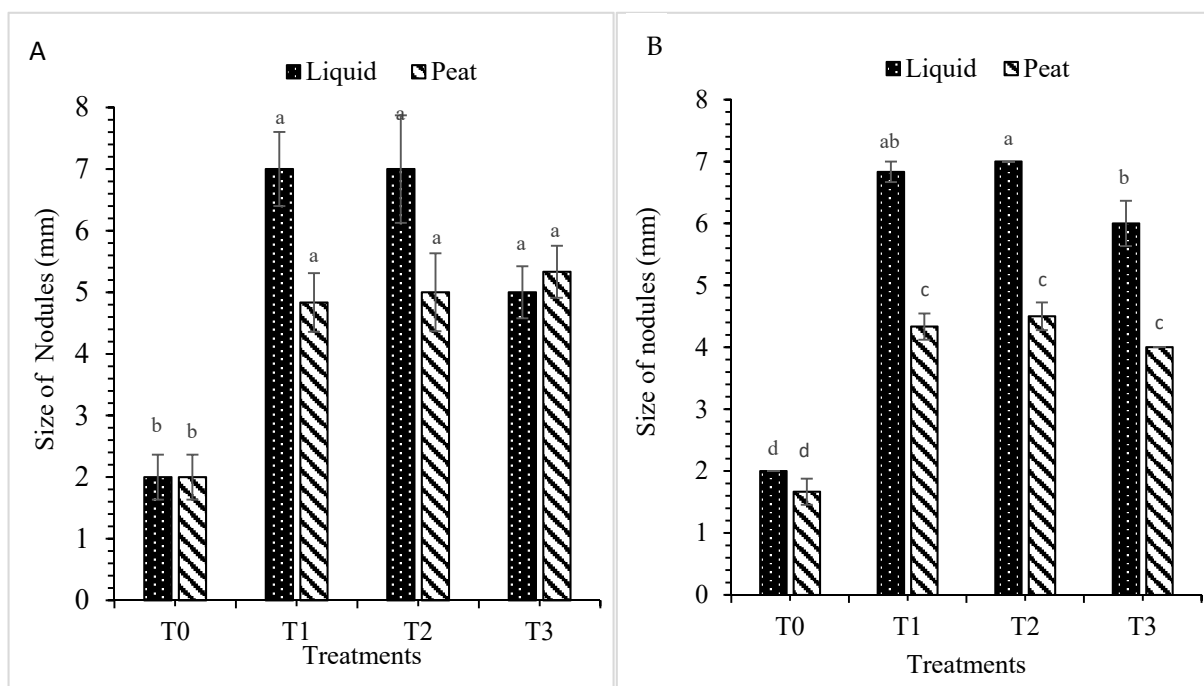 A
Liquid Peat
8
7
6
5
4
3
2
1
0
Size of Nodules (mm)
b b a a a a a a
T0 T1 T2 T3
Treatments
B
Liquid Peat
8
7
6
5
4
3
2
1
0
Size of nodules (mm)
d d ab c a c b c
T0 T1 T2 T3
Treatments